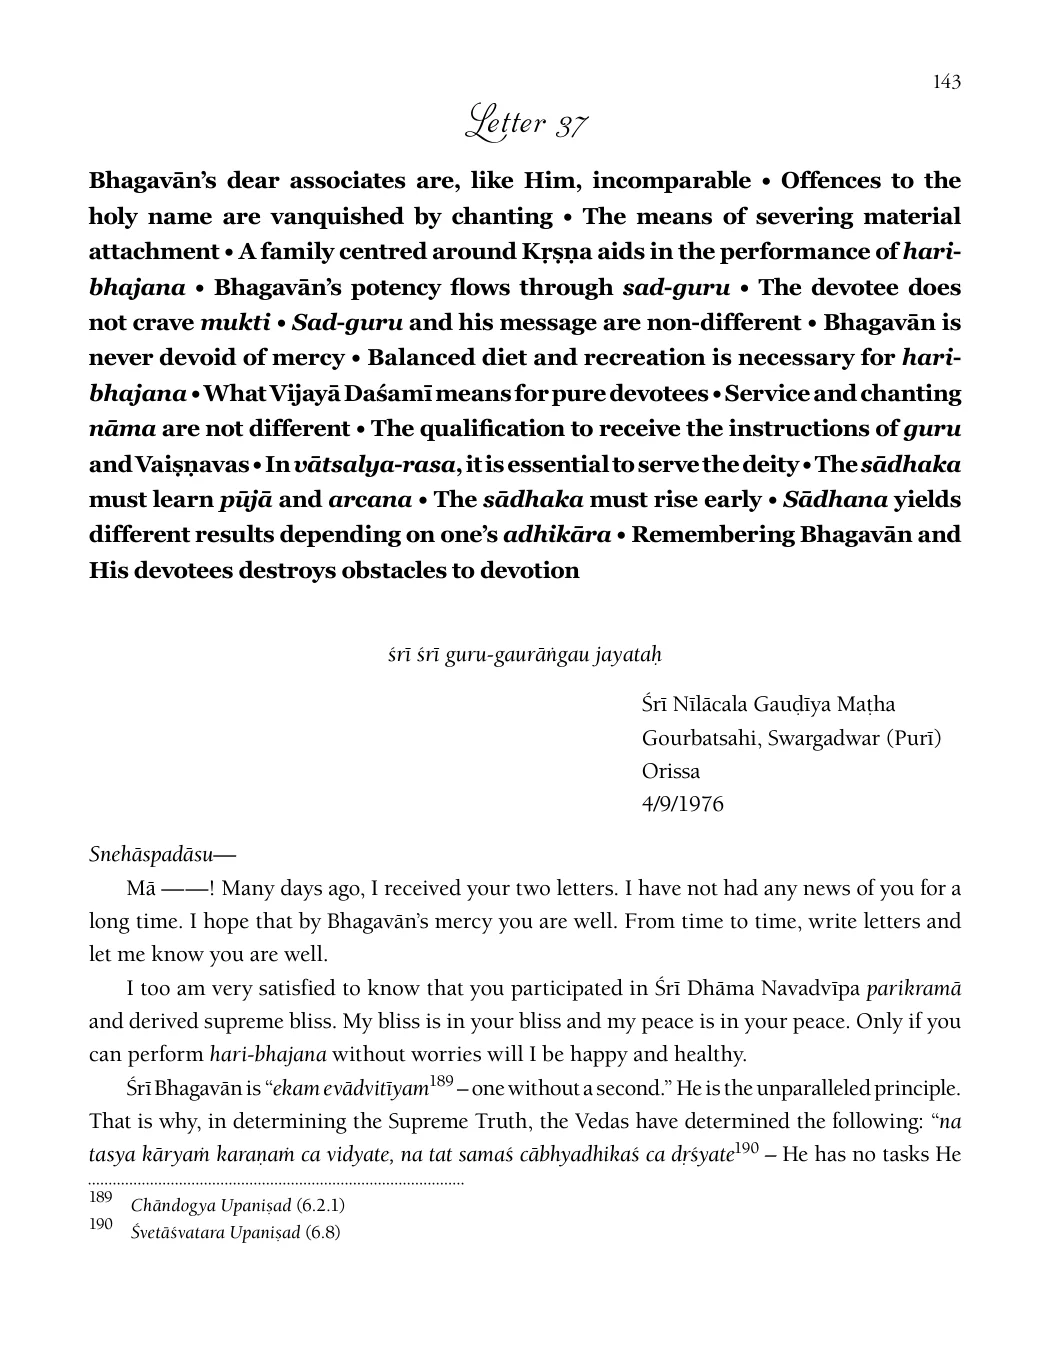 143
Letter 37
Bhagavān’s dear associates are, like Him, incomparable • Offences to the
holy name are vanquished by chanting • The means of severing material
attachment • A family centred around Kṛṣṇa aids in the performance of hari-
bhajana • Bhagavān’s potency flows through sad-guru • The devotee does
not crave mukti • Sad-guru and his message are non-different • Bhagavān is
never devoid of mercy • Balanced diet and recreation is necessary for hari-
bhajana • What Vijayā Daśamī means for pure devotees • Service and chanting
nāma are not different • The qualification to receive the instructions of guru
and Vaiṣṇavas • In vātsalya-rasa, it is essential to serve the deity • The sādhaka
must learn pūjā and arcana • The sādhaka must rise early • Sādhana yields
different results depending on one’s adhikāra • Remembering Bhagavān and
His devotees destroys obstacles to devotion
śrī śrī guru-gaurāṅgau jayataḥ
Śrī Nīlācala Gauḍīya Maṭha
Gourbatsahi, Swargadwar (Purī)
Orissa
4/9/1976
Snehāspadāsu—
Mā ——! Many days ago, I received your two letters. I have not had any news of you for a
long time. I hope that by Bhagavān’s mercy you are well. From time to time, write letters and
let me know you are well.
I too am very satisfied to know that you participated in Śrī Dhāma Navadvīpa parikramā
and derived supreme bliss. My bliss is in your bliss and my peace is in your peace. Only if you
can perform hari-bhajana without worries will I be happy and healthy.
Śrī Bhagavān is “ekam evādvitīyam189 – one without a second.” He is the unparalleled principle.
That is why, in determining the Supreme Truth, the Vedas have determined the following: “na
tasya kāryaṁ karaṇaṁ ca vidyate, na tat samaś cābhyadhikaś ca dṛśyate190 – He has no tasks He
189 Chāndogya Upaniṣad (6.2.1)
190 Śvetāśvatara Upaniṣad (6.8)